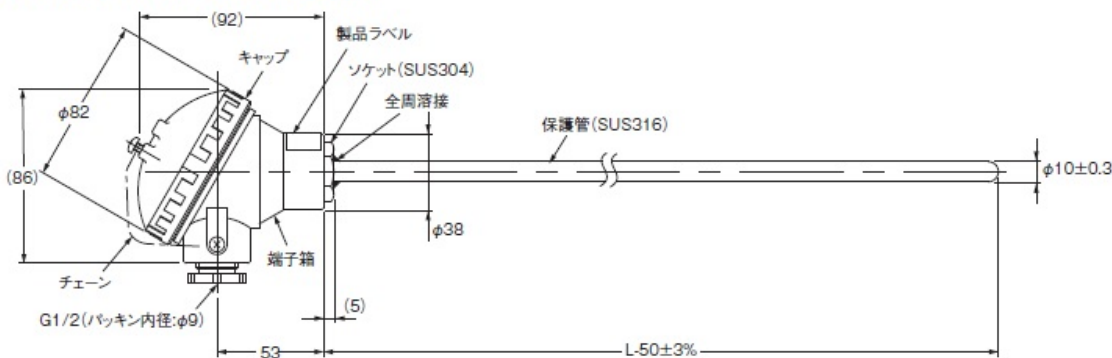 (92)
製品ラベル
キャップ
ソケット(SUS304)
全周溶接
φ82
保護管(SUS316)
(86)
φ10±0.3
φ38
端子箱
チェーン
(5)
G1/2(パッキン内径:φ9)
53
L-50±3%